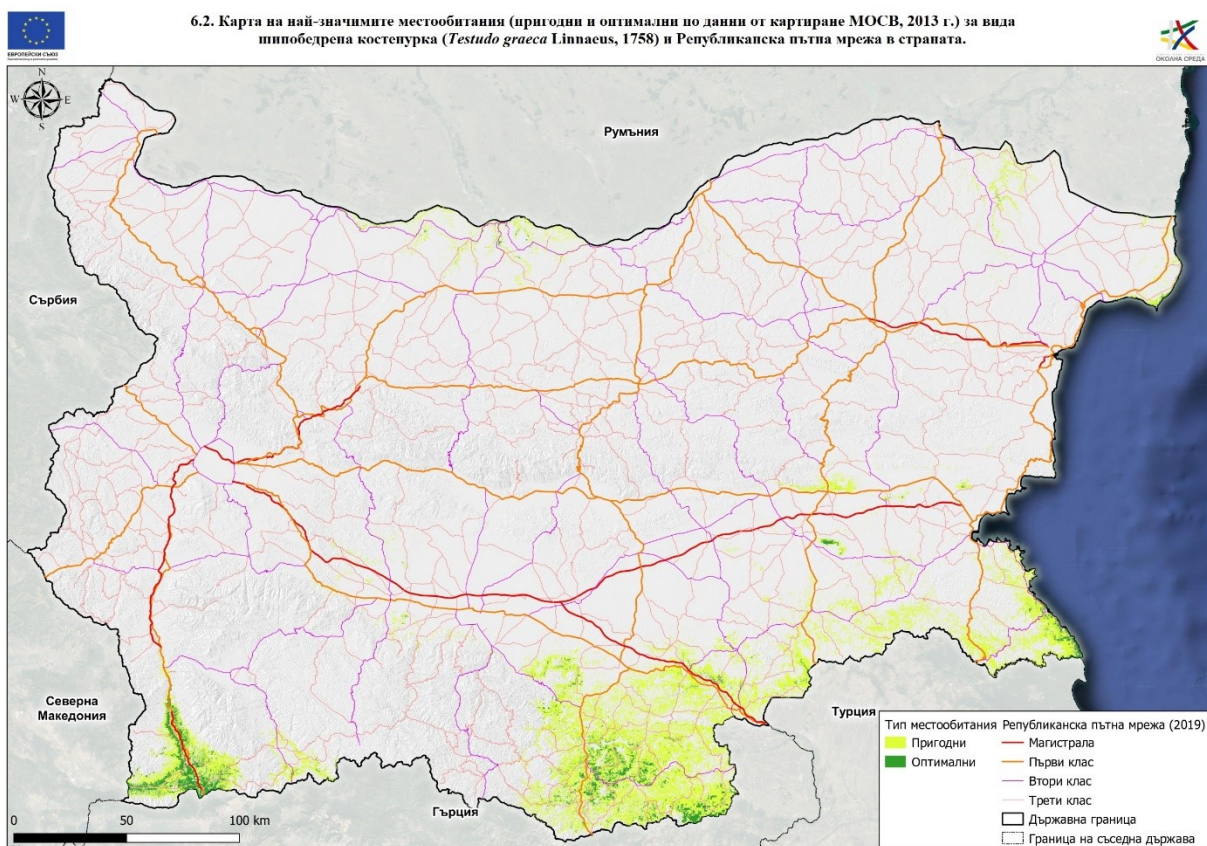 6.2. Карта на най-значимите местообитания (пригодни и оптимални по данни от картиране МОСВ, 2013 г.) за вида
шипобедрена костенурка (Testudo graeca Linnaeus, 1758) и Републиканска пътна мрежа в страната.
ЕВРОПЕЙСКИ СЪЮЗ
ОКОЛНА СРЕДА
N
W E
S
Румъния
Сърбия
Северна
Македония
Турция
Гърция
Тип местообитания
Пригодни
Оптимални
Републиканска пътна мрежа (2019)
Магистрала
Първи клас
Втори клас
Трети клас
Държавна граница
Граница на съседна държава
0 50 100 km